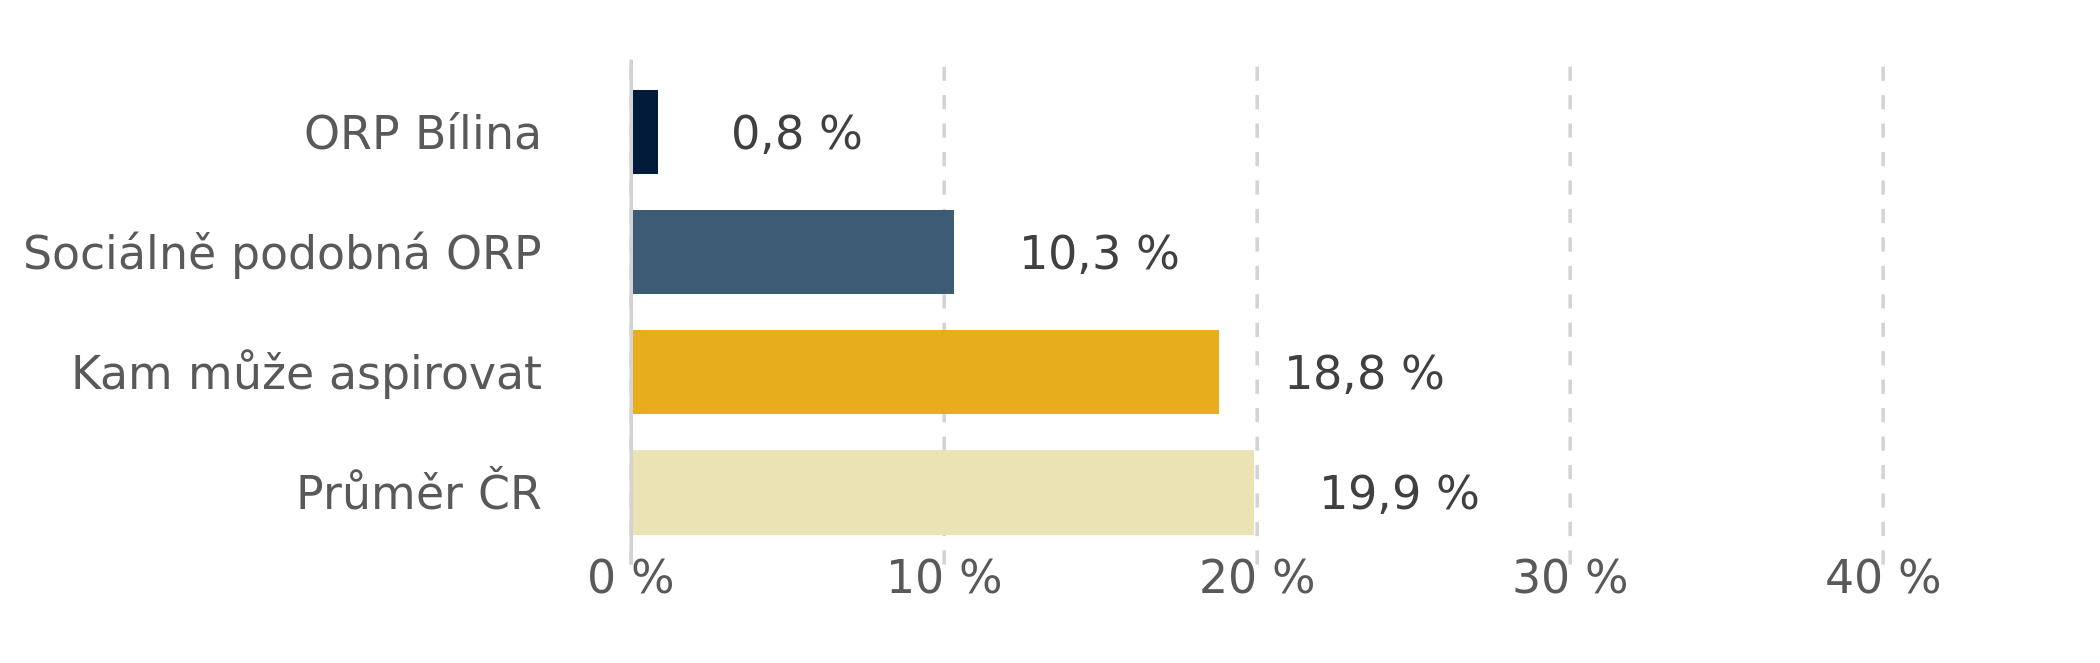 ORP Bílina 0,8 %
Sociálně podobná ORP 10,3 %
Kam může aspirovat 18,8 %
Průměr ČR 19,9 %
0 % 10 % 20 % 30 % 40 %